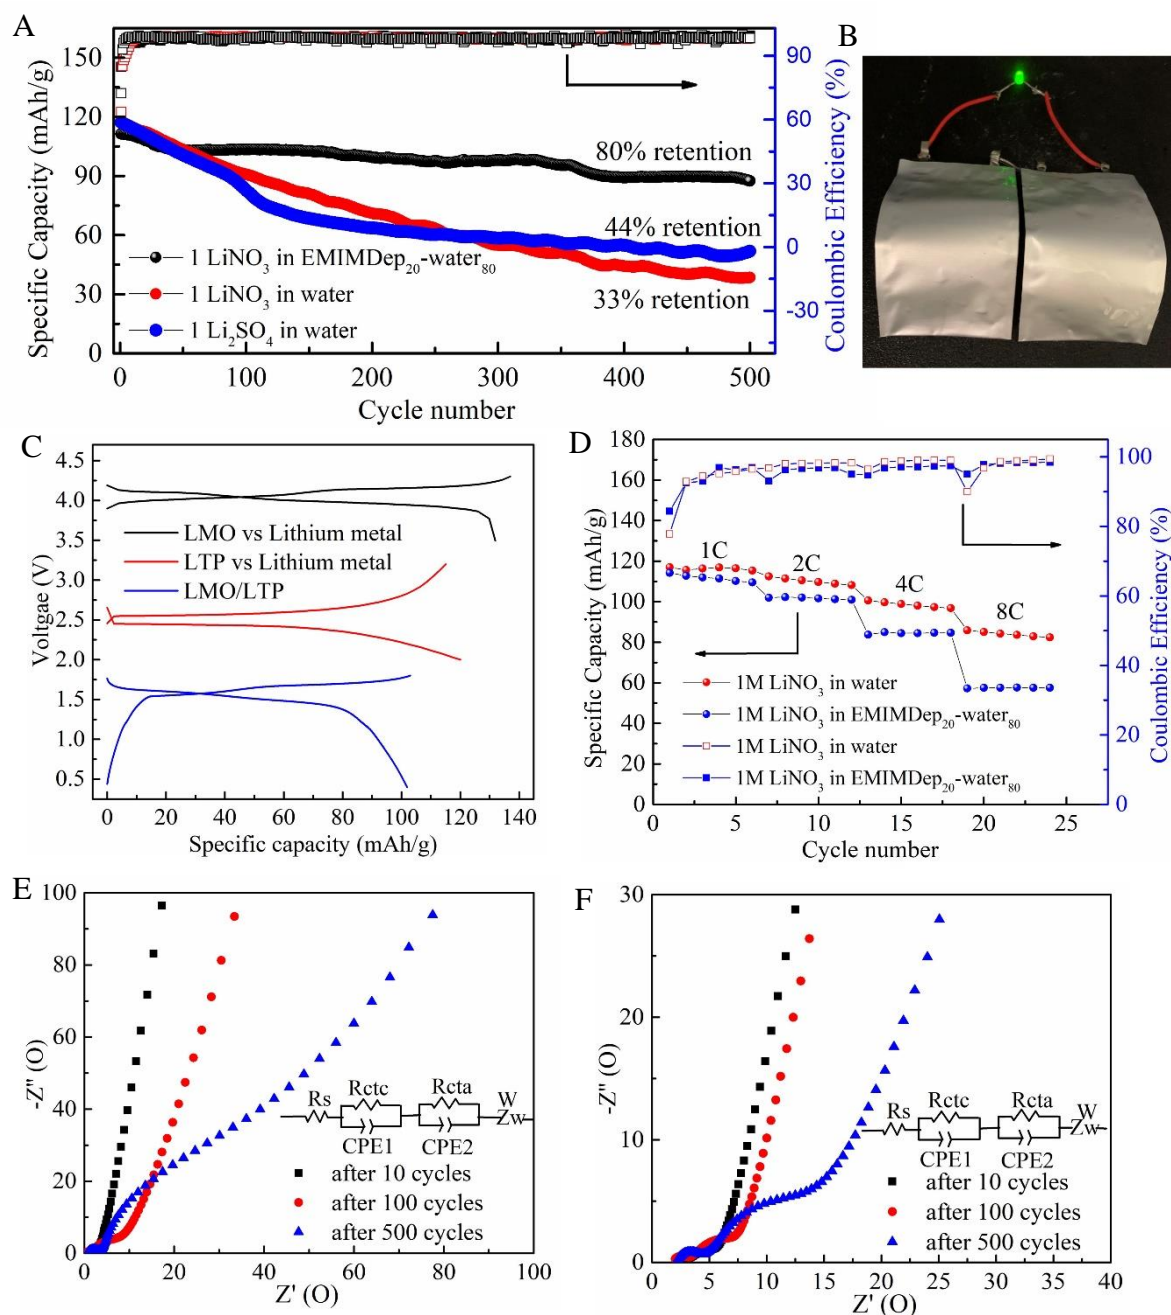 A
Specific Capacity (mAh/g)
160
150
120
90
60
30
0
0
100
200
300
400
500
Cycle number
90
60
30
0
-30
Coulombic Efficiency (%)
80% retention
44% retention
33% retention
1 LiNO₃ in EMIMDep₂₀-water₈₀
1 LiNO₃ in water
1 Li₂SO₄ in water
B
C
Voltgae (V)
4.5
4.0
3.5
3.0
2.5
2.0
1.5
1.0
0.5
LMO vs Lithium metal
LTP vs Lithium metal
LMO/LTP
0 20 40 60 80 100 120 140
Specific capacity (mAh/g)
D
Specific Capacity (mAh/g)
180
160
140
120
100
80
60
40
20
0
1C
2C
4C
8C
1M LiNO₃ in water
1M LiNO₃ in EMIMDep₂₀-water₈₀
1M LiNO₃ in water
1M LiNO₃ in EMIMDep₂₀-water₈₀
0 5 10 15 20 25
Cycle number
100
80
60
40
20
0
Coulombic Efficiency (%)
E
-Z" (O)
100
80
60
40
20
0
Rs Rctc Rcta W
CPE1 CPE2 Zw
after 10 cycles
after 100 cycles
after 500 cycles
0 20 40 60 80 100
Z' (O)
F
-Z" (O)
30
20
10
0
Rs Rctc Rcta W
CPE1 CPE2 Zw
after 10 cycles
after 100 cycles
after 500 cycles
0 5 10 15 20 25 30 35 40
Z' (O)